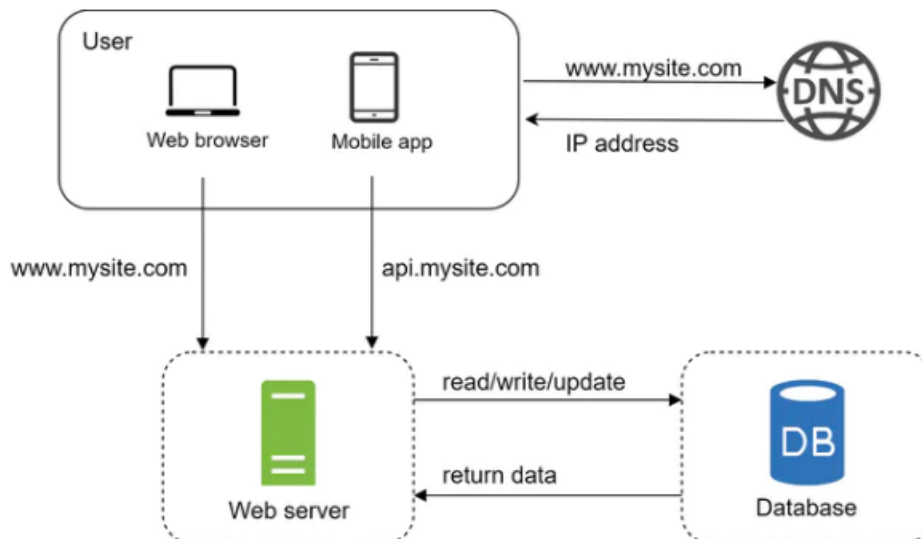 User
Web browser
Mobile app
www.mysite.com
DNS
IP address
www.mysite.com
api.mysite.com
read/write/update
DB
return data
Web server
Database